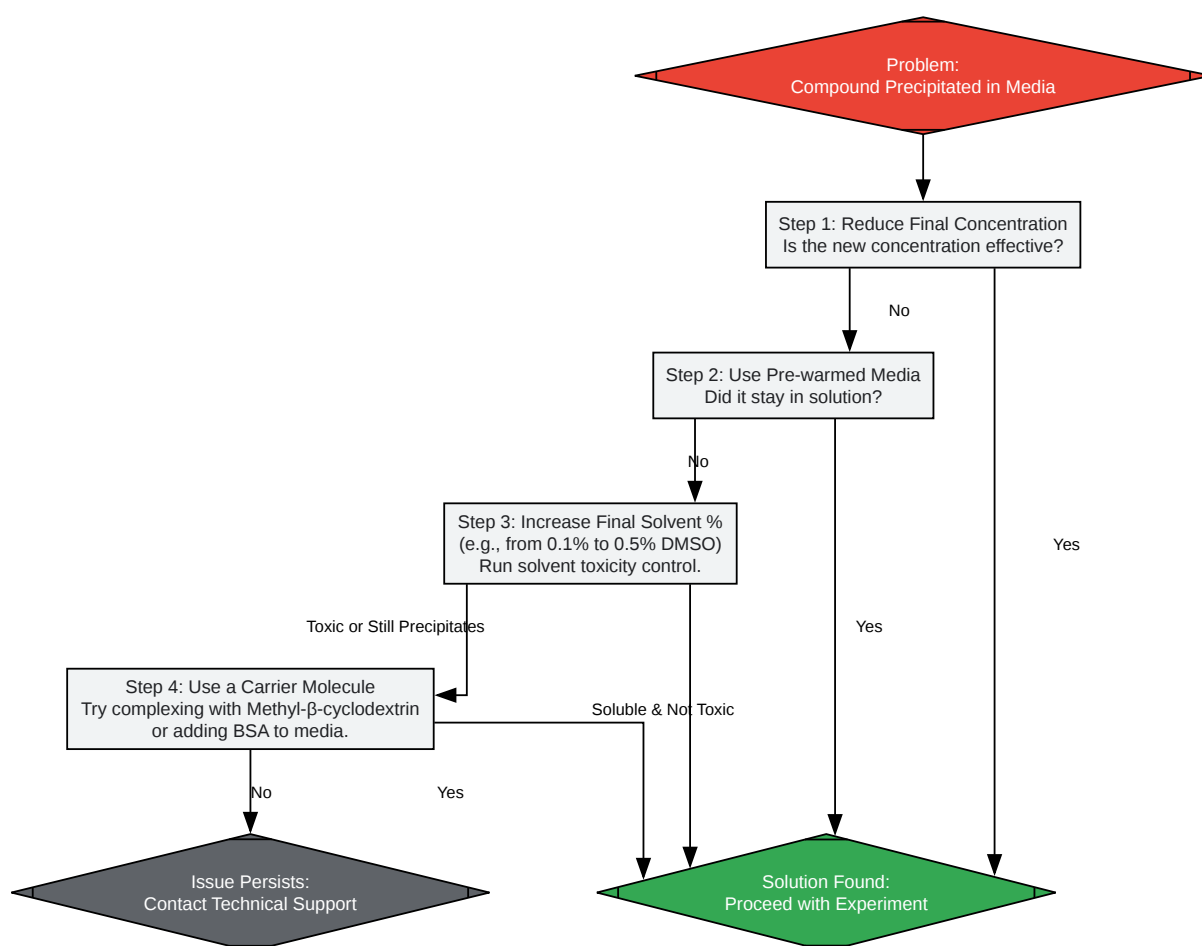 Problem:
Compound Precipitated in Media
Step 1: Reduce Final Concentration
Is the new concentration effective?
No
Step 2: Use Pre-warmed Media
Did it stay in solution?
No
Step 3: Increase Final Solvent %
(e.g., from 0.1% to 0.5% DMSO)
Run solvent toxicity control.
Yes
Toxic or Still Precipitates
Yes
Step 4: Use a Carrier Molecule
Try complexing with Methyl-β-cyclodextrin
or adding BSA to media.
Soluble & Not Toxic
No
Yes
Issue Persists:
Contact Technical Support
Solution Found:
Proceed with Experiment